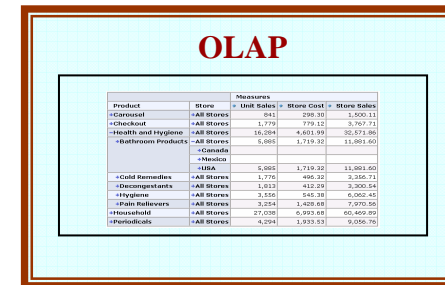 OLAP
Measures
Product Store + Unit Sales + Store Cost + Store Sales
+Carousel +All Stores 841 298.30 1,500.11
+Checkout +All Stores 1,779 779.12 3,767.71
-Health and Hygiene +All Stores 16,284 4,601.99 32,571.86
+Bathroom Products -All Stores 5,885 1,719.32 11,881.60
+Canada
+Mexico
+USA 5,885 1,719.32 11,881.60
+Cold Remedies +All Stores 1,776 496.32 3,356.71
+Decongestants +All Stores 1,813 412.29 3,300.54
+Hygiene +All Stores 3,556 545.38 6,062.45
+Pain Relievers +All Stores 3,254 1,428.68 7,970.56
+Household +All Stores 27,038 6,993.68 60,469.89
+Periodicals +All Stores 4,294 1,933.53 9,056.76